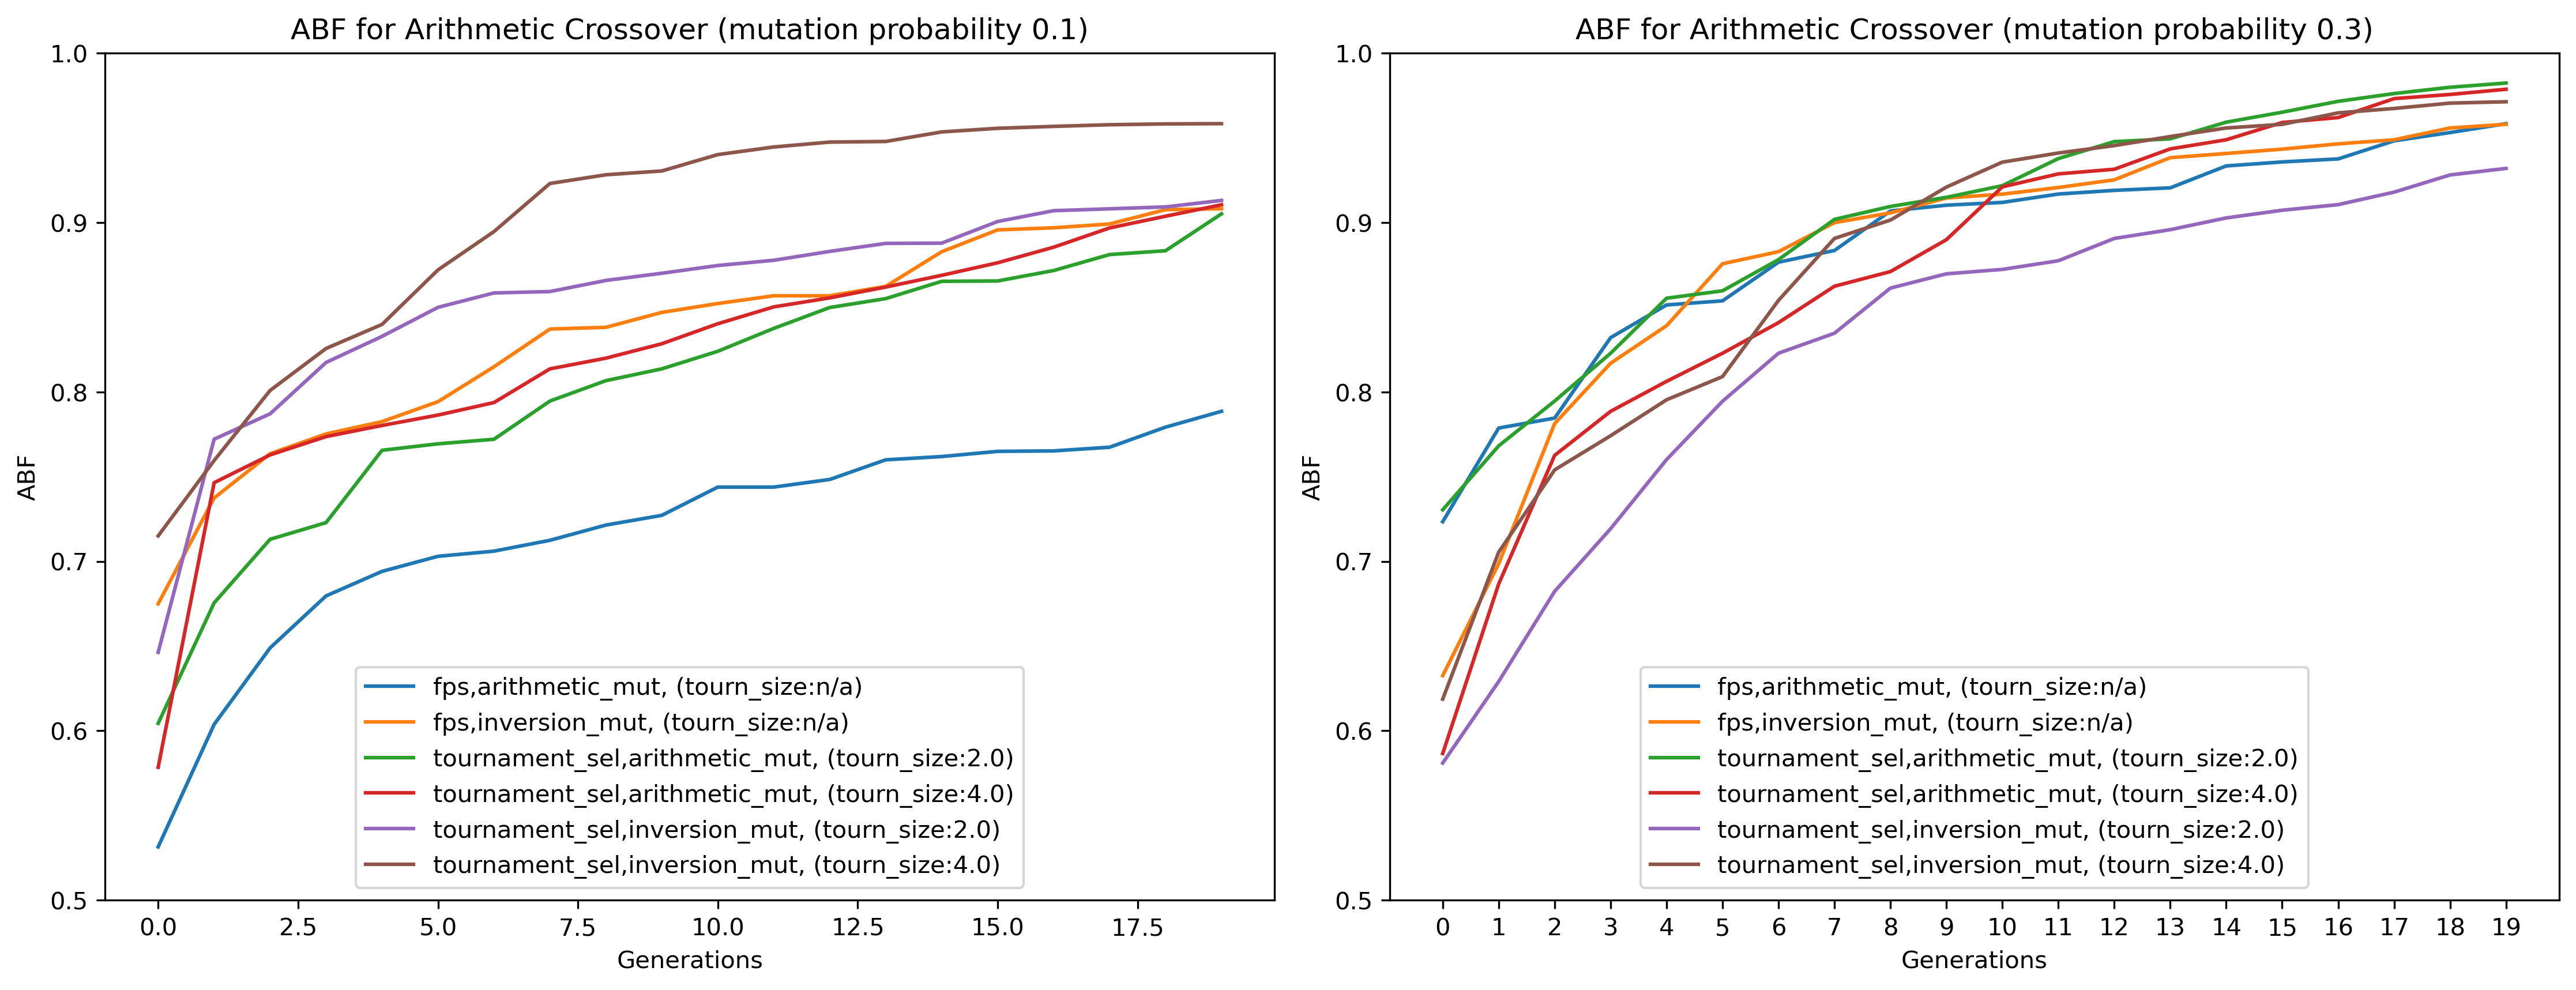 ABF for Arithmetic Crossover (mutation probability 0.1)
1.0
0.9
0.8
0.7
0.6
0.5
ABF
fps,arithmetic_mut, (tourn_size:n/a)
fps,inversion_mut, (tourn_size:n/a)
tournament_sel,arithmetic_mut, (tourn_size:2.0)
tournament_sel,arithmetic_mut, (tourn_size:4.0)
tournament_sel,inversion_mut, (tourn_size:2.0)
tournament_sel,inversion_mut, (tourn_size:4.0)
0.0 2.5 5.0 7.5 10.0 12.5 15.0 17.5
Generations
ABF for Arithmetic Crossover (mutation probability 0.3)
1.0
0.9
0.8
0.7
0.6
0.5
ABF
fps,arithmetic_mut, (tourn_size:n/a)
fps,inversion_mut, (tourn_size:n/a)
tournament_sel,arithmetic_mut, (tourn_size:2.0)
tournament_sel,arithmetic_mut, (tourn_size:4.0)
tournament_sel,inversion_mut, (tourn_size:2.0)
tournament_sel,inversion_mut, (tourn_size:4.0)
0 1 2 3 4 5 6 7 8 9 10 11 12 13 14 15 16 17 18 19
Generations